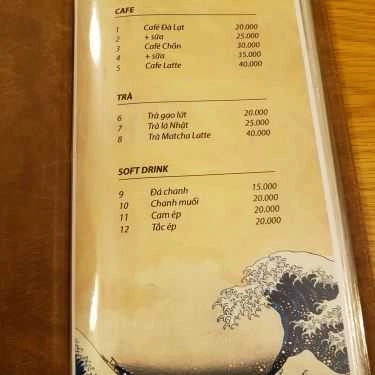 CAFE
1 Café Đà Lạt 20.000
2 + sữa 25.000
3 Café Chồn 30.000
4 + sữa 35.000
5 Cafe Latte 40.000
TRÀ
6 Trà gạo lứt 20.000
7 Trà lá Nhật 25.000
8 Trà Matcha Latte 40.000
SOFT DRINK
9 Đá chanh 15.000
10 Chanh muối 20.000
11 Cam ép 20.000
12 Tắc ép 20.000